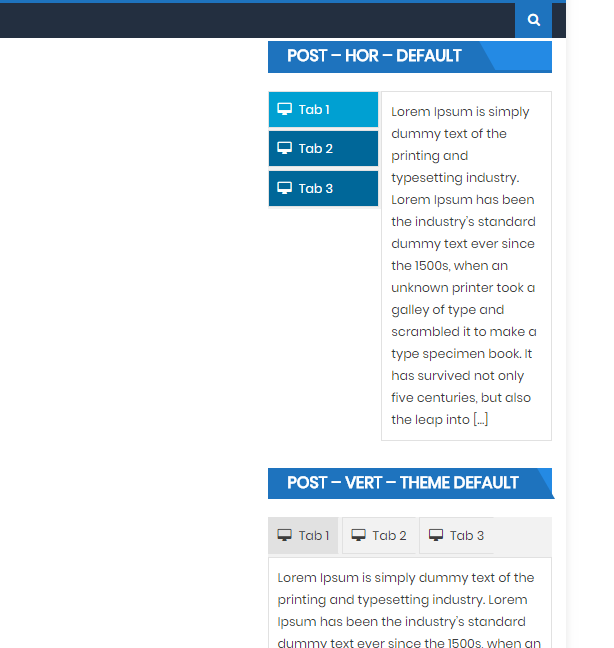 POST – HOR – DEFAULT
Tab 1
Tab 2
Tab 3
Lorem Ipsum is simply
dummy text of the
printing and
typesetting industry.
Lorem Ipsum has been
the industry's standard
dummy text ever since
the 1500s, when an
unknown printer took a
galley of type and
scrambled it to make a
type specimen book. It
has survived not only
five centuries, but also
the leap into [...]
POST – VERT – THEME DEFAULT
Tab 1 Tab 2 Tab 3
Lorem Ipsum is simply dummy text of the
printing and typesetting industry. Lorem
Ipsum has been the industry's standard
dummy text ever since the 1500s, when an